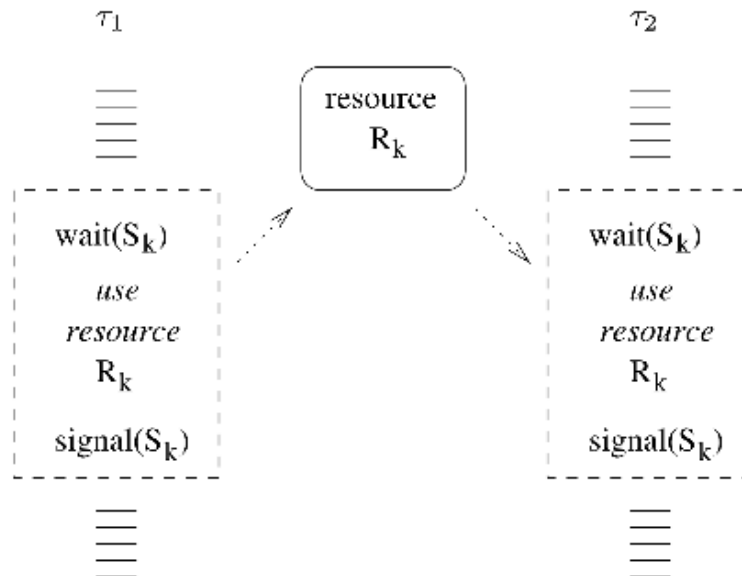 τ₁
wait(Sₖ)
use
resource
Rₖ
signal(Sₖ)
resource
Rₖ
τ₂
wait(Sₖ)
use
resource
Rₖ
signal(Sₖ)